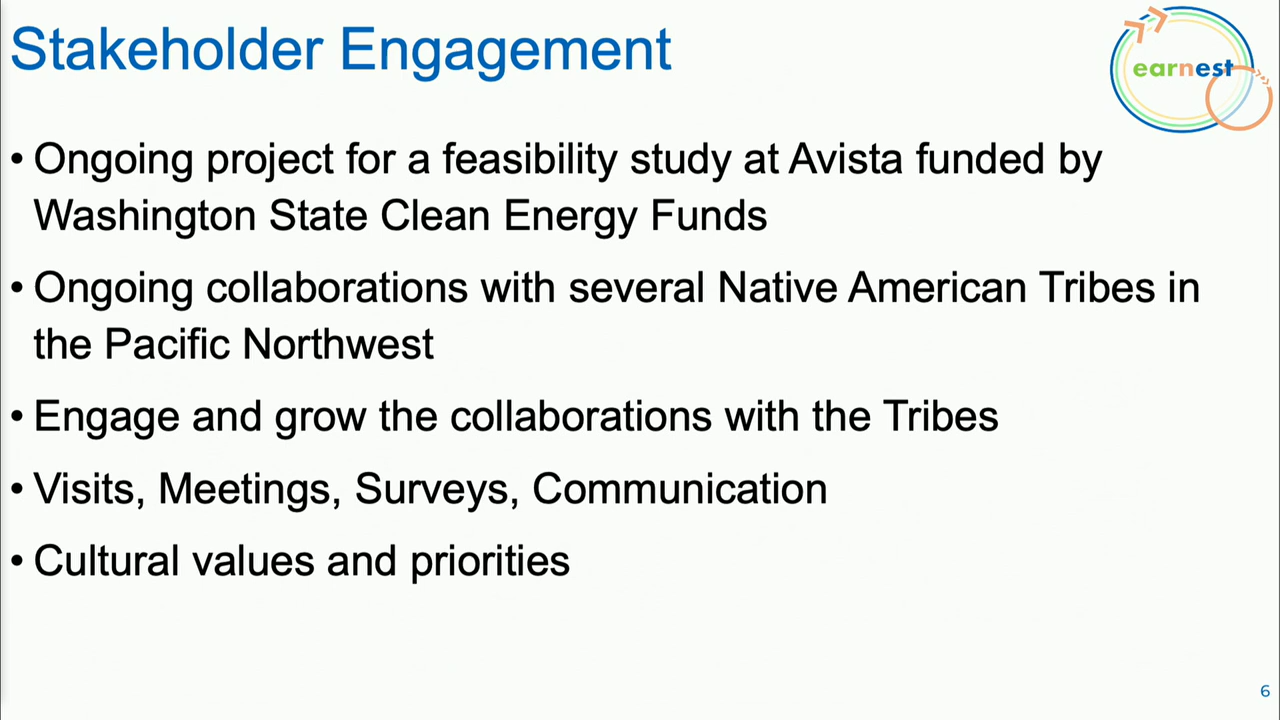 Stakeholder Engagement
earnest
• Ongoing project for a feasibility study at Avista funded by
Washington State Clean Energy Funds
• Ongoing collaborations with several Native American Tribes in
the Pacific Northwest
• Engage and grow the collaborations with the Tribes
• Visits, Meetings, Surveys, Communication
• Cultural values and priorities
6